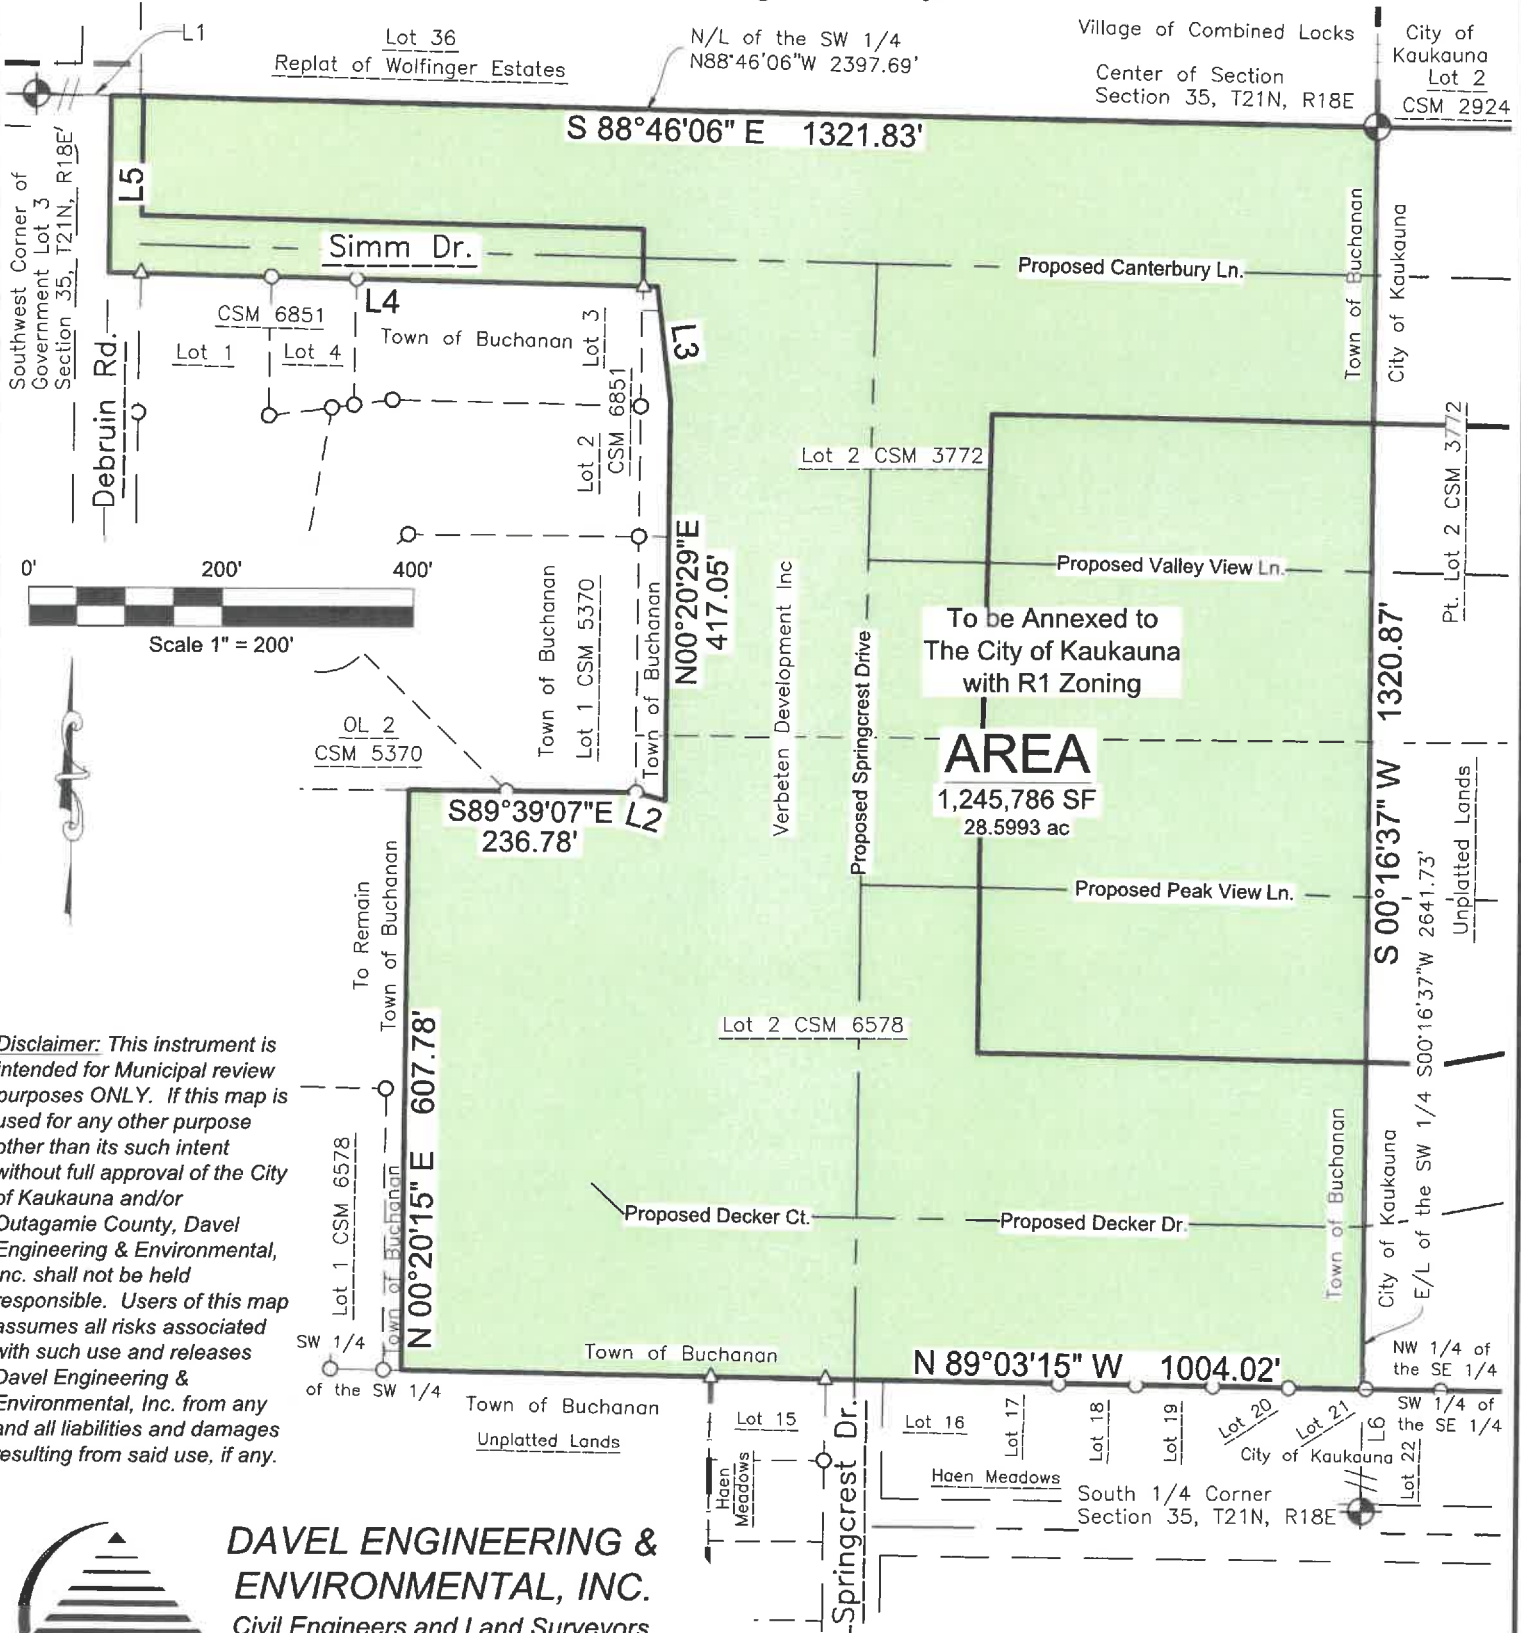 L1
Lot 36
Replat of Wolfinger Estates
N/L of the SW 1/4
N88°46'06"W 2397.69'
Village of Combined Locks
Center of Section
Section 35, T21N, R18E
City of
Kaukauna
Lot 2
CSM 2924
S 88°46'06" E 1321.83'
Southwest Corner of
Government Lot 3
Section 35, T21N, R18E
L5
Simm Dr.
Proposed Canterbury Ln.
Town of Buchanan
City of Kaukauna
CSM 6851
L4
Lot 1
Lot 4
Town of Buchanan
Lot 3
L3
Debruin Rd.
Lot 2
CSM 6851
Lot 2 CSM 3772
Pt. Lot 2 CSM 3772
0' 200' 400'
Scale 1" = 200'
N00°20'29"E
417.05'
Proposed Valley View Ln.
Town of Buchanan
Lot 1 CSM 5370
Town of Buchanan
Verbeten Development Inc
Proposed Springcrest Drive
To be Annexed to
The City of Kaukauna
with R1 Zoning
AREA
1,245,786 SF
28.5993 ac
S 00°16'37" W 1320.87'
OL 2
CSM 5370
S89°39'07"E
236.78'
L2
Unplatted Lands
Proposed Peak View Ln.
To Remain
Town of Buchanan
E/L of the SW 1/4 S00°16'37"W 2641.73'
Lot 2 CSM 6578
N 00°20'15" E 607.78'
Disclaimer: This instrument is
intended for Municipal review
purposes ONLY. If this map is
used for any other purpose
other than its such intent
without full approval of the City
of Kaukauna and/or
Outagamie County, Davel
Engineering & Environmental,
Inc. shall not be held
responsible. Users of this map
assumes all risks associated
with such use and releases
Davel Engineering &
Environmental, Inc. from any
and all liabilities and damages
resulting from said use, if any.
Lot 1 CSM 6578
Town of Buchanan
Proposed Decker Ct.
Proposed Decker Dr.
Town of Buchanan
City of Kaukauna
SW 1/4
of the SW 1/4
Town of Buchanan
N 89°03'15" W 1004.02'
NW 1/4 of
the SE 1/4
SW 1/4 of
the SE 1/4
Town of Buchanan
Unplatted Lands
Lot 15
Haen
Meadows
Springcrest Dr.
Lot 16
Lot 17
Lot 18
Lot 19
Lot 20
Lot 21
L6
Lot 22
City of Kaukauna
Haen Meadows
South 1/4 Corner
Section 35, T21N, R18E
DAVEL ENGINEERING &
ENVIRONMENTAL, INC.
Civil Engineers and Land Surveyors